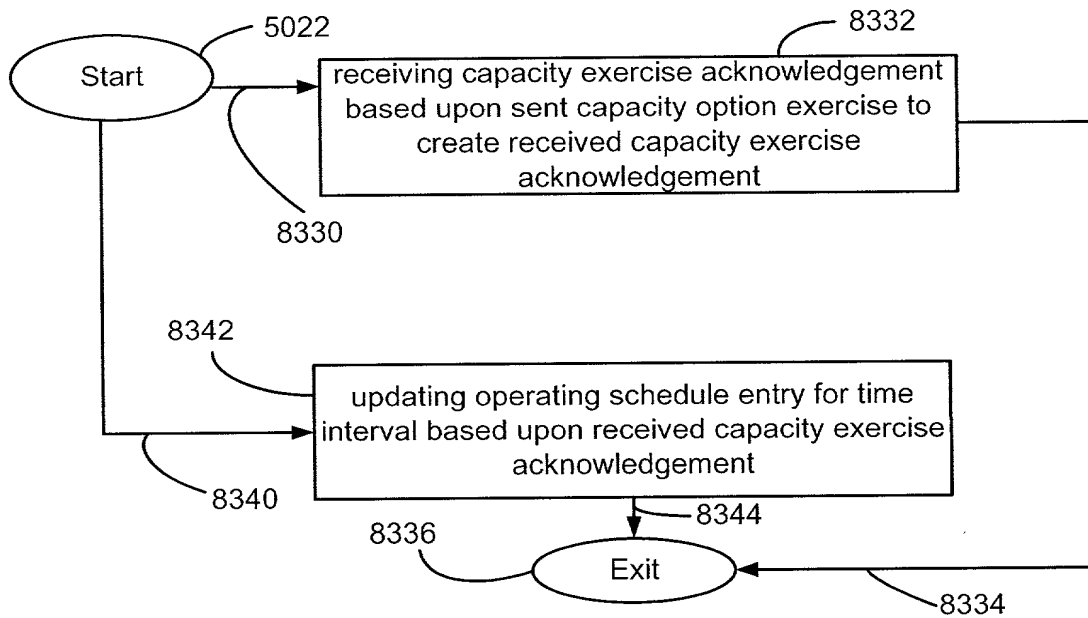 5022
8332
Start
receiving capacity exercise acknowledgement
based upon sent capacity option exercise to
create received capacity exercise
acknowledgement
8330
8342
updating operating schedule entry for time
interval based upon received capacity exercise
acknowledgement
8340
8344
8336
Exit
8334